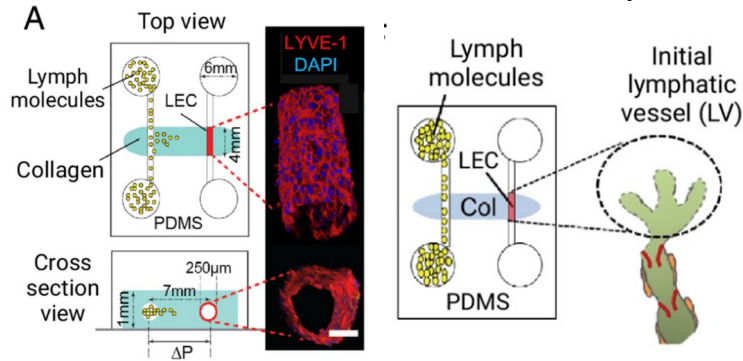 A
Top view
LYVE-1
DAPI
Lymph
molecules
LEC
6mm
Collagen
4mm
PDMS
Cross
section
view
250µm
7mm
1mm
ΔP
Lymph
molecules
LEC
Col
PDMS
Initial
lymphatic
vessel (LV)